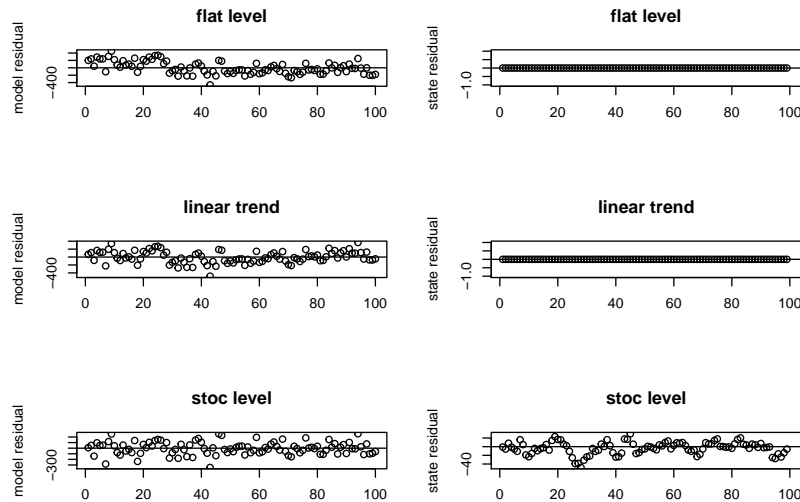 flat level
flat level
model residual
−400
state residual
−1.0
0 20 40 60 80 100
0 20 40 60 80 100
linear trend
linear trend
model residual
−400
state residual
−1.0
0 20 40 60 80 100
0 20 40 60 80 100
stoc level
stoc level
model residual
−300
state residual
−40
0 20 40 60 80 100
0 20 40 60 80 100